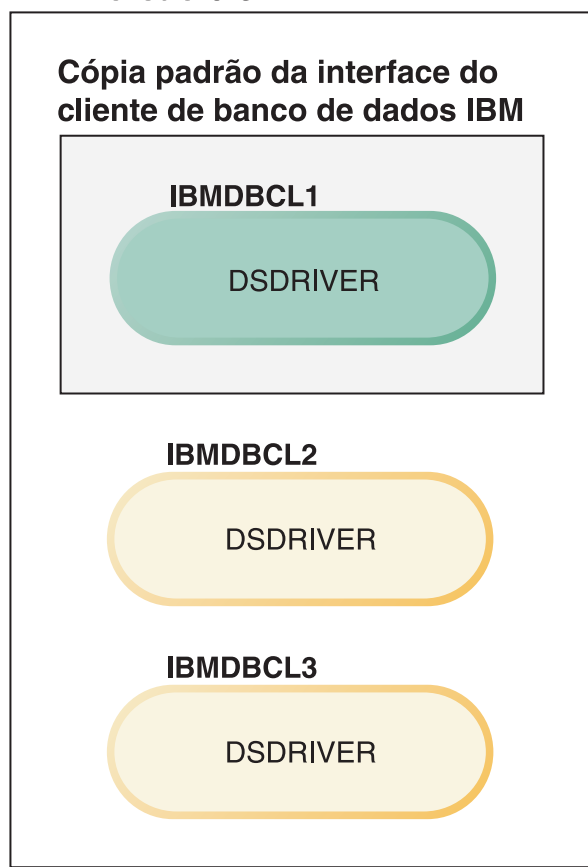 Cópia padrão da interface do
cliente de banco de dados IBM
IBMDBCL1
DSDRIVER
IBMDBCL2
DSDRIVER
IBMDBCL3
DSDRIVER